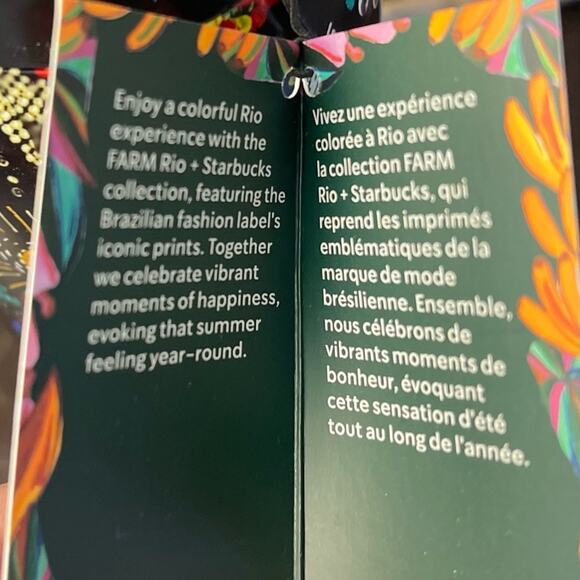 Enjoy a colorful Rio
experience with the
FARM Rio + Starbucks
collection, featuring the
Brazilian fashion label's
iconic prints. Together
we celebrate vibrant
moments of happiness,
evoking that summer
feeling year-round.
Vivez une expérience
colorée à Rio avec
la collection FARM
Rio + Starbucks, qui
reprend les imprimés
emblématiques de la
marque de mode
brésilienne. Ensemble,
nous célébrons de
vibrants moments de
bonheur, évoquant
cette sensation d'été
tout au long de l'année.